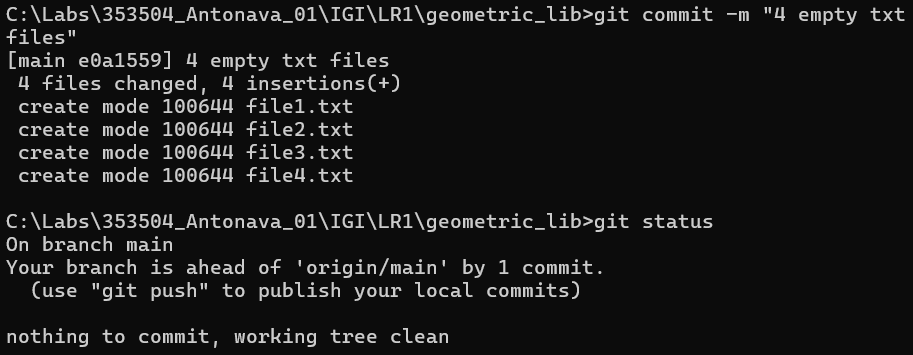 C:\Labs\353504_Antonava_01\IGI\LR1\geometric_lib>git commit -m "4 empty txt
files"
[main e0a1559] 4 empty txt files
 4 files changed, 4 insertions(+)
 create mode 100644 file1.txt
 create mode 100644 file2.txt
 create mode 100644 file3.txt
 create mode 100644 file4.txt
C:\Labs\353504_Antonava_01\IGI\LR1\geometric_lib>git status
On branch main
Your branch is ahead of 'origin/main' by 1 commit.
  (use "git push" to publish your local commits)
nothing to commit, working tree clean